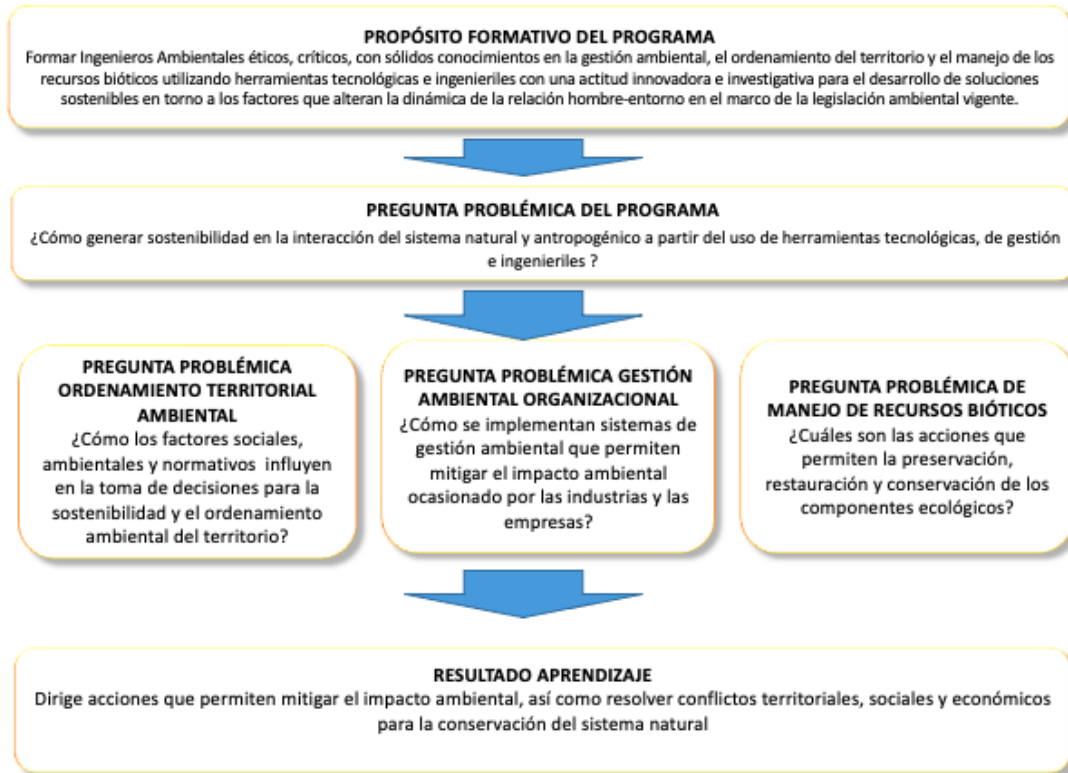 PROPÓSITO FORMATIVO DEL PROGRAMA
Formar Ingenieros Ambientales éticos, críticos, con sólidos conocimientos en la gestión ambiental, el ordenamiento del territorio y el manejo de los
recursos bióticos utilizando herramientas tecnológicas e ingenieriles con una actitud innovadora e investigativa para el desarrollo de soluciones
sostenibles en torno a los factores que alteran la dinámica de la relación hombre-entorno en el marco de la legislación ambiental vigente.
PREGUNTA PROBLÉMICA DEL PROGRAMA
¿Cómo generar sostenibilidad en la interacción del sistema natural y antropogénico a partir del uso de herramientas tecnológicas, de gestión
e ingenieriles ?
PREGUNTA PROBLÉMICA
ORDENAMIENTO TERRITORIAL
AMBIENTAL
¿Cómo los factores sociales,
ambientales y normativos influyen
en la toma de decisiones para la
sostenibilidad y el ordenamiento
ambiental del territorio?
PREGUNTA PROBLÉMICA GESTIÓN
AMBIENTAL ORGANIZACIONAL
¿Cómo se implementan sistemas de
gestión ambiental que permiten
mitigar el impacto ambiental
ocasionado por las industrias y las
empresas?
PREGUNTA PROBLÉMICA DE
MANEJO DE RECURSOS BIÓTICOS
¿Cuáles son las acciones que
permiten la preservación,
restauración y conservación de los
componentes ecológicos?
RESULTADO APRENDIZAJE
Dirige acciones que permiten mitigar el impacto ambiental, así como resolver conflictos territoriales, sociales y económicos
para la conservación del sistema natural